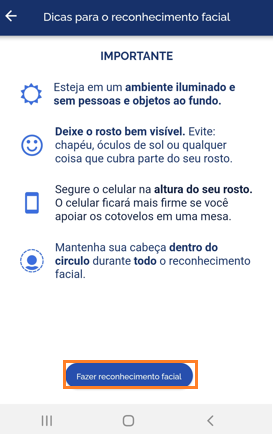 Dicas para o reconhecimento facial
IMPORTANTE
Esteja em um ambiente iluminado e
sem pessoas e objetos ao fundo.
Deixe o rosto bem visível. Evite:
chapéu, óculos de sol ou qualquer
coisa que cubra parte do seu rosto.
Segure o celular na altura do seu rosto.
O celular ficará mais firme se você
apoiar os cotovelos em uma mesa.
Mantenha sua cabeça dentro do
circulo durante todo o reconhecimento
facial.
Fazer reconhecimento facial